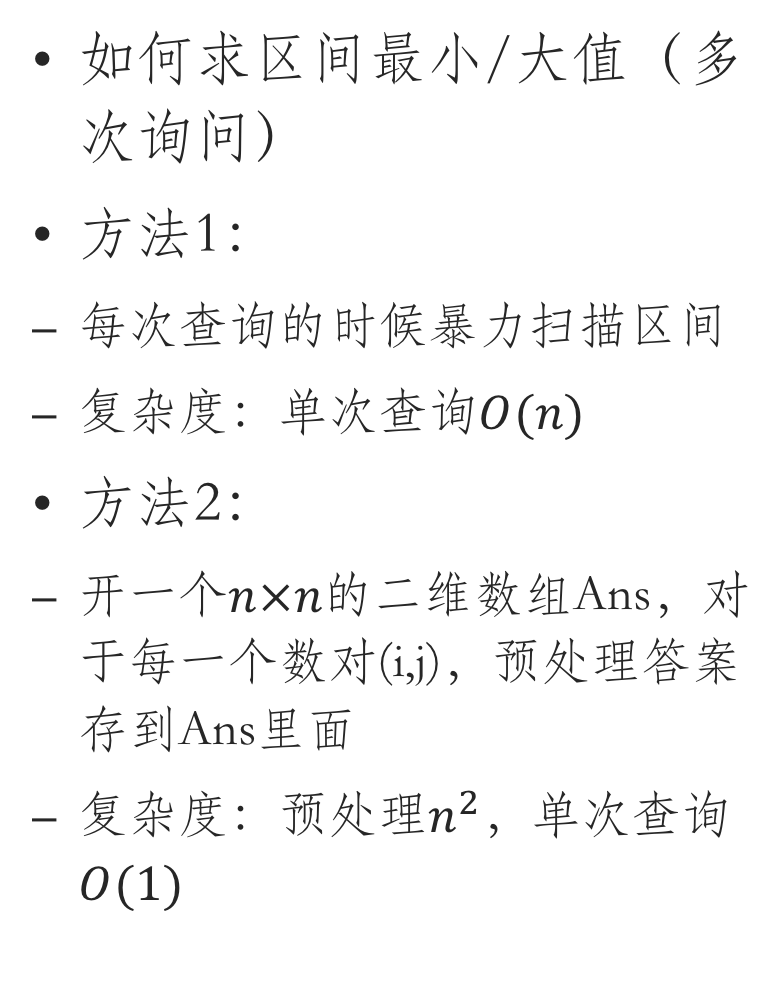 • 如何求区间最小/大值（多
次询问）
• 方法1：
– 每次查询的时候暴力扫描区间
– 复杂度：单次查询O(n)
• 方法2：
– 开一个n×n的二维数组Ans，对
于每一个数对(i,j)，预处理答案
存到Ans里面
– 复杂度：预处理n²，单次查询
O(1)